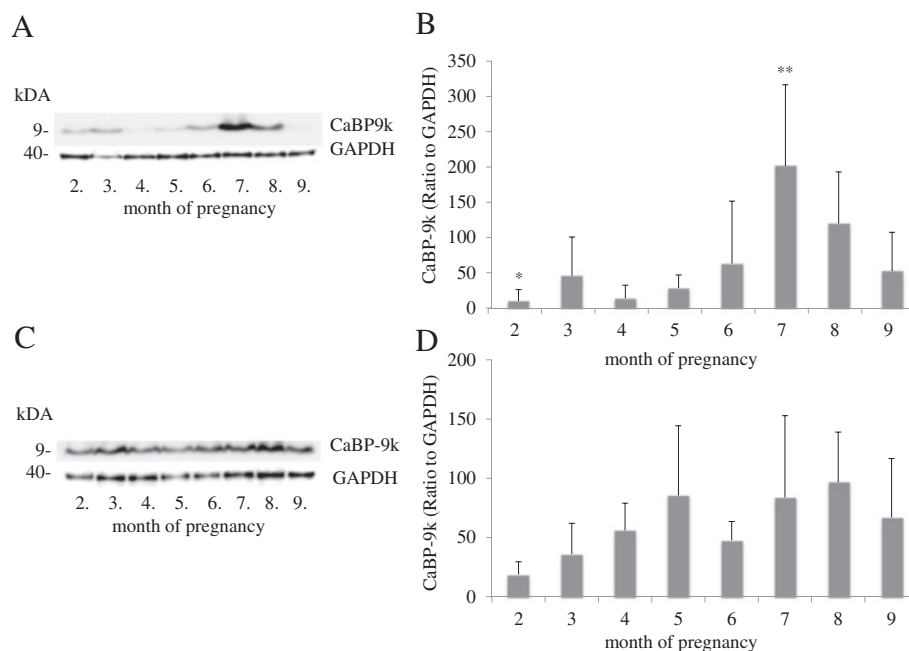 A
kDA
9-
CaBP9k
40-
GAPDH
2. 3. 4. 5. 6. 7. 8. 9.
month of pregnancy
B
CaBP-9k (Ratio to GAPDH)
350
300
250
200
150
100
50
0
*
**
2 3 4 5 6 7 8 9
month of pregnancy
C
kDA
9-
CaBP-9k
40-
GAPDH
2. 3. 4. 5. 6. 7. 8. 9.
month of pregnancy
D
CaBP-9k (Ratio to GAPDH)
200
150
100
50
0
2 3 4 5 6 7 8 9
month of pregnancy